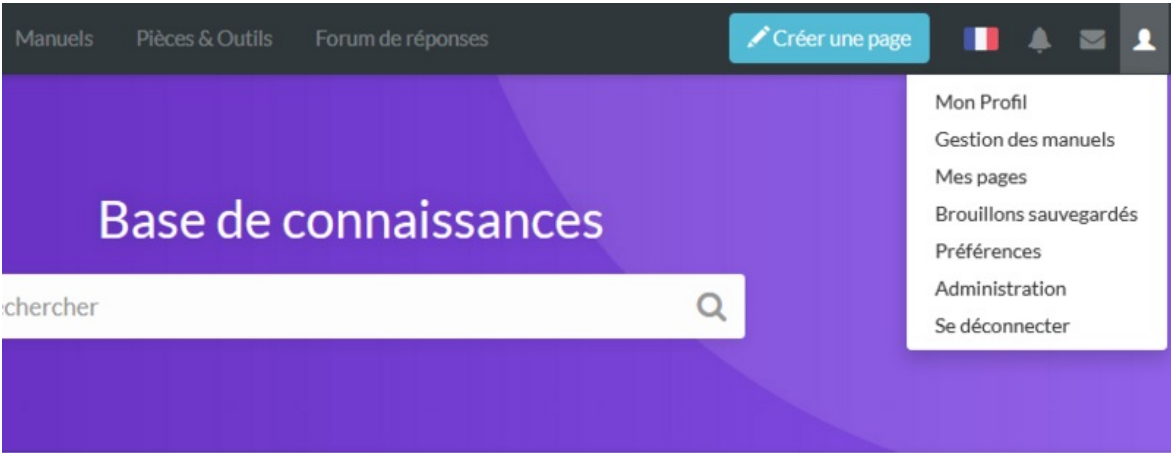 Manuels Pièces & Outils Forum de réponses Créer une page
Mon Profil
Gestion des manuels
Mes pages
Brouillons sauvegardés
Préférences
Administration
Se déconnecter
Base de connaissances
echercher